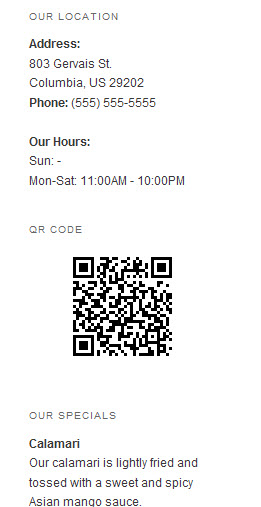 OUR LOCATION
Address:
803 Gervais St.
Columbia, US 29202
Phone: (555) 555-5555
Our Hours:
Sun: -
Mon-Sat: 11:00AM - 10:00PM
QR CODE
OUR SPECIALS
Calamari
Our calamari is lightly fried and
tossed with a sweet and spicy
Asian mango sauce.